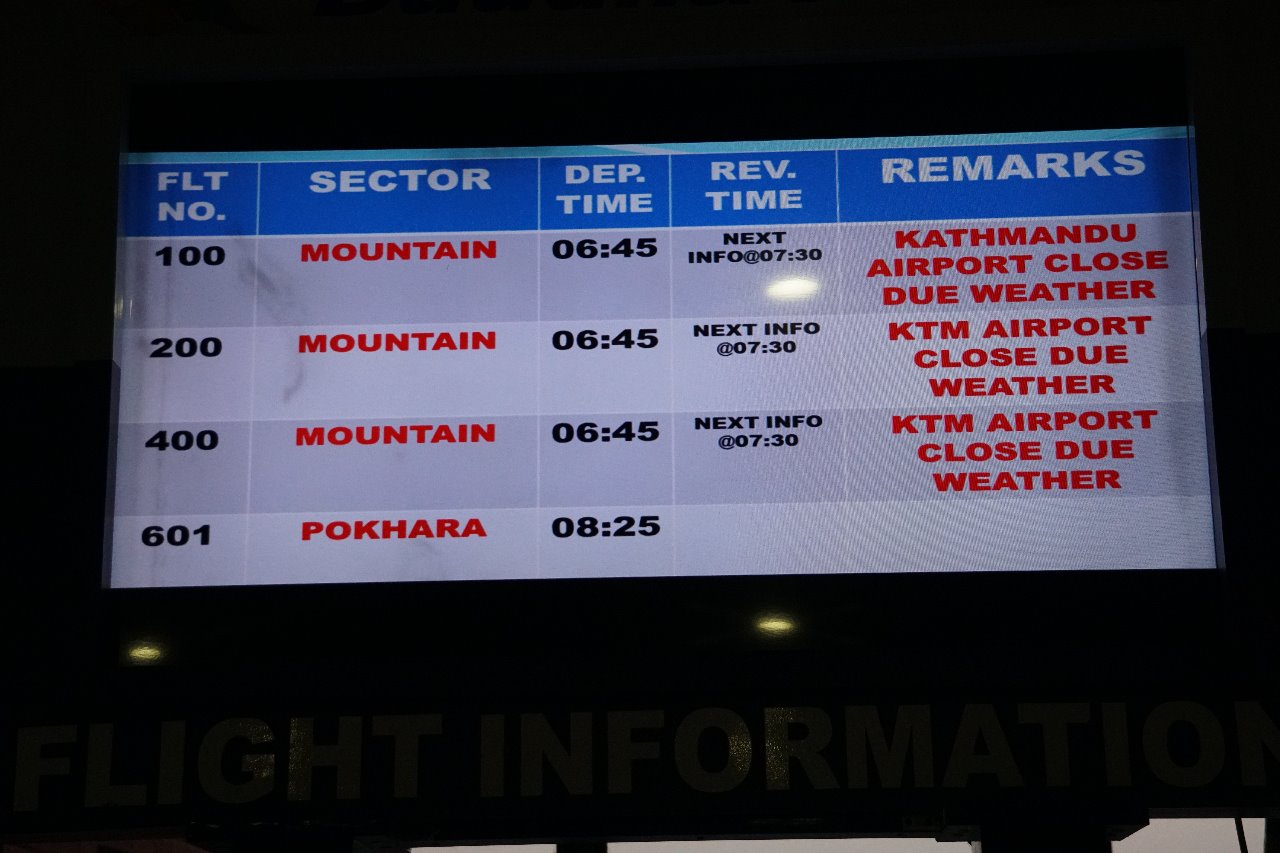 FLT NO.
SECTOR
DEP. TIME
REV. TIME
REMARKS
100
MOUNTAIN
06:45
NEXT
INFO@07:30
KATHMANDU
AIRPORT CLOSE
DUE WEATHER
200
MOUNTAIN
06:45
NEXT INFO
@07:30
KTM AIRPORT
CLOSE DUE
WEATHER
400
MOUNTAIN
06:45
NEXT INFO
@07:30
KTM AIRPORT
CLOSE DUE
WEATHER
601
POKHARA
08:25
FLIGHT INFORMATION